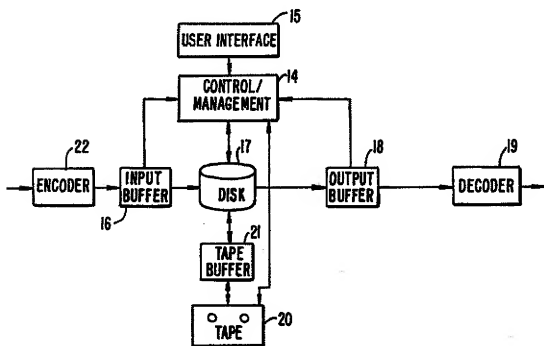 15
USER INTERFACE
14
CONTROL/
MANAGEMENT
22
ENCODER
INPUT
BUFFER
16
17
DISK
18
OUTPUT
BUFFER
19
DECODER
21
TAPE
BUFFER
TAPE
20